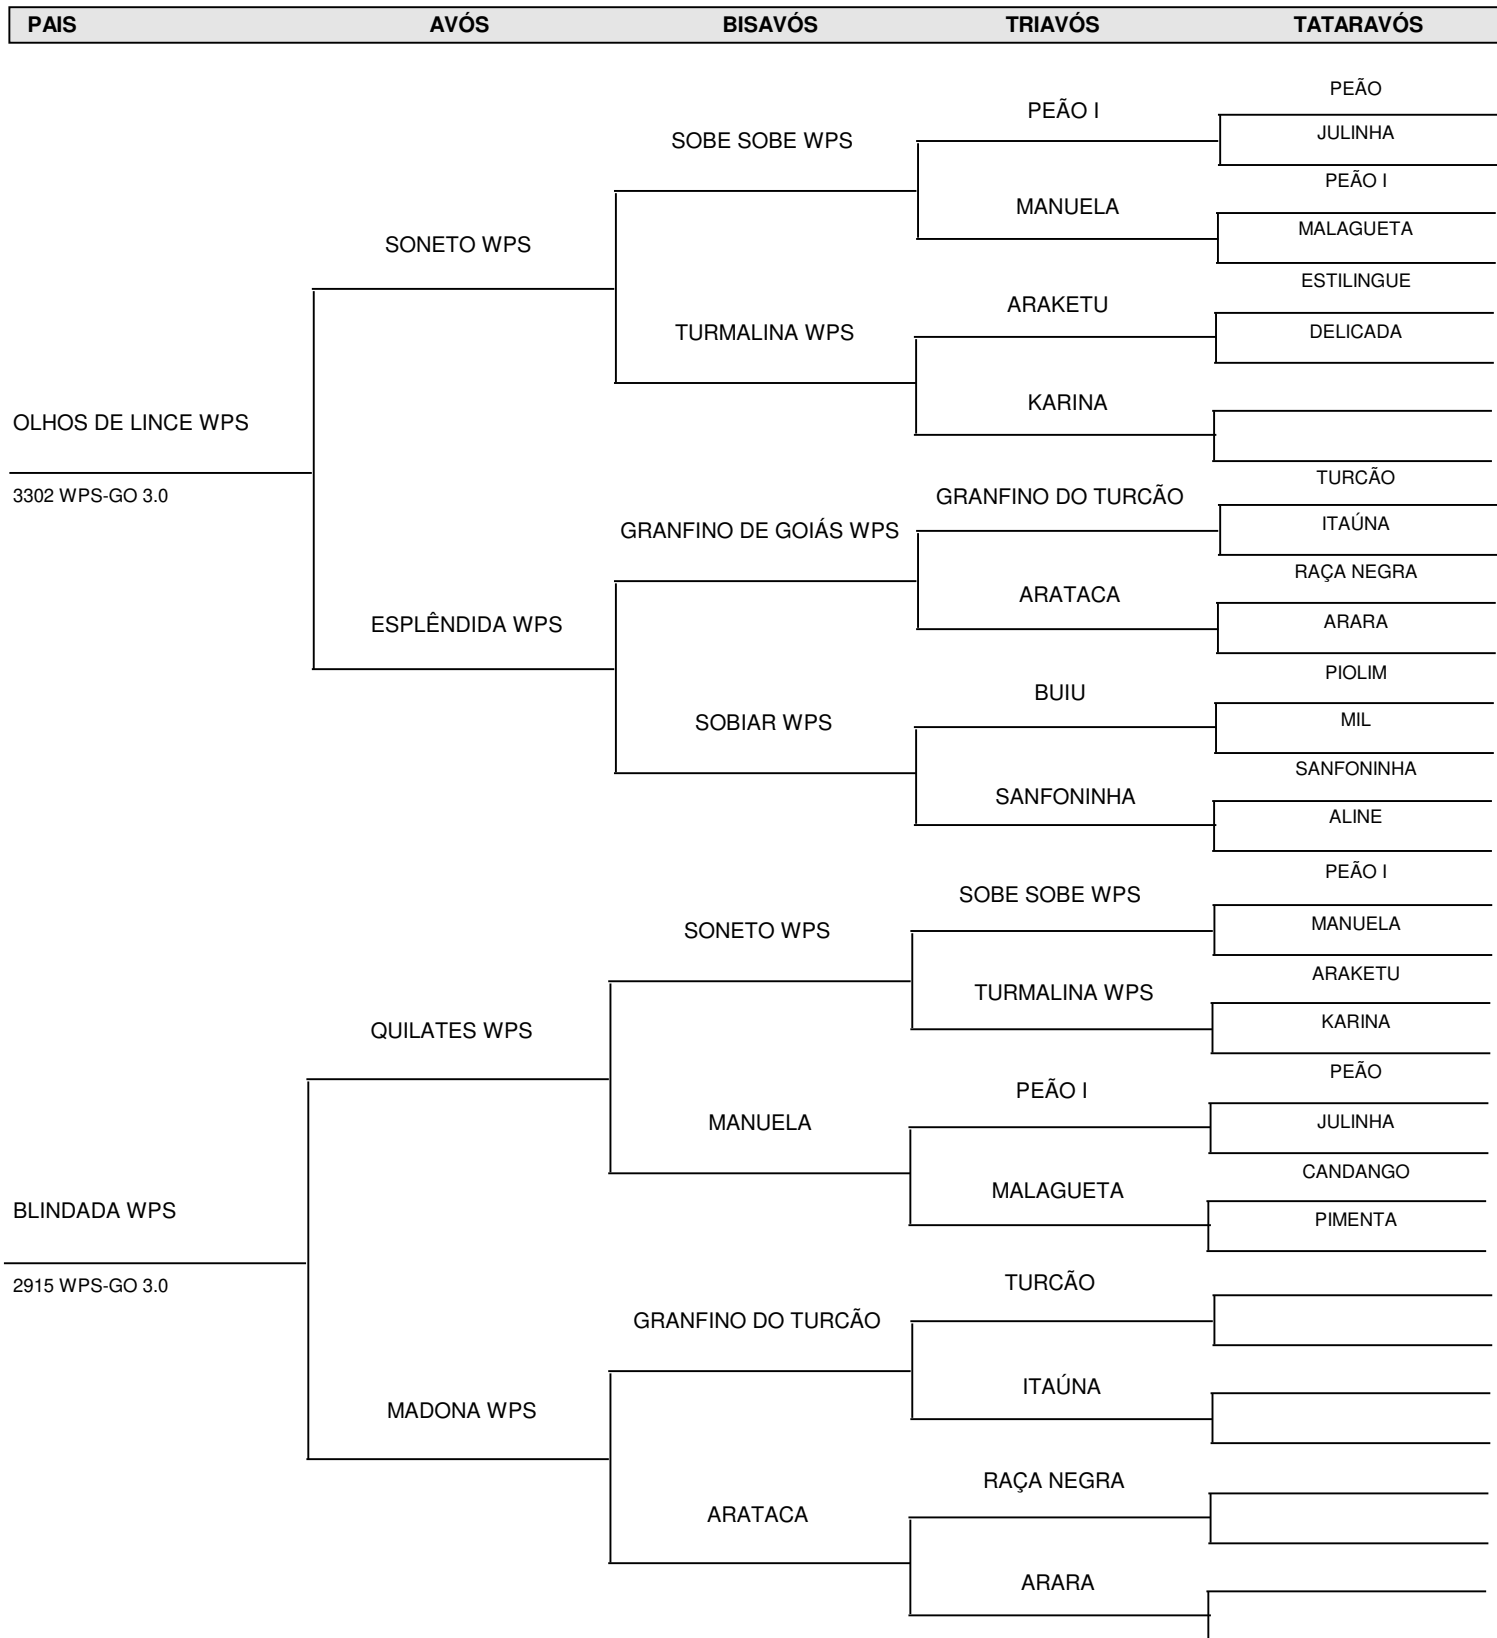 PAIS AVÓS BISAVÓS TRIAVÓS TATARAVÓS
PEÃO
PEÃO I
JULINHA
SOBE SOBE WPS
PEÃO I
MANUELA
MALAGUETA
SONETO WPS
ESTILINGUE
ARAKETU
TURMALINA WPS
DELICADA
KARINA
OLHOS DE LINCE WPS
TURCÃO
3302 WPS-GO 3.0
GRANFINO DO TURCÃO
ITAÚNA
GRANFINO DE GOIÁS WPS
RAÇA NEGRA
ARATACA
ARARA
ESPLÊNDIDA WPS
PIOLIM
BUIU
MIL
SOBIAR WPS
SANFONINHA
SANFONINHA
ALINE
PEÃO I
SOBE SOBE WPS
MANUELA
SONETO WPS
ARAKETU
TURMALINA WPS
KARINA
QUILATES WPS
PEÃO
PEÃO I
JULINHA
MANUELA
CANDANGO
MALAGUETA
BLINDADA WPS
PIMENTA
TURCÃO
2915 WPS-GO 3.0
GRANFINO DO TURCÃO
ITAÚNA
MADONA WPS
RAÇA NEGRA
ARATACA
ARARA